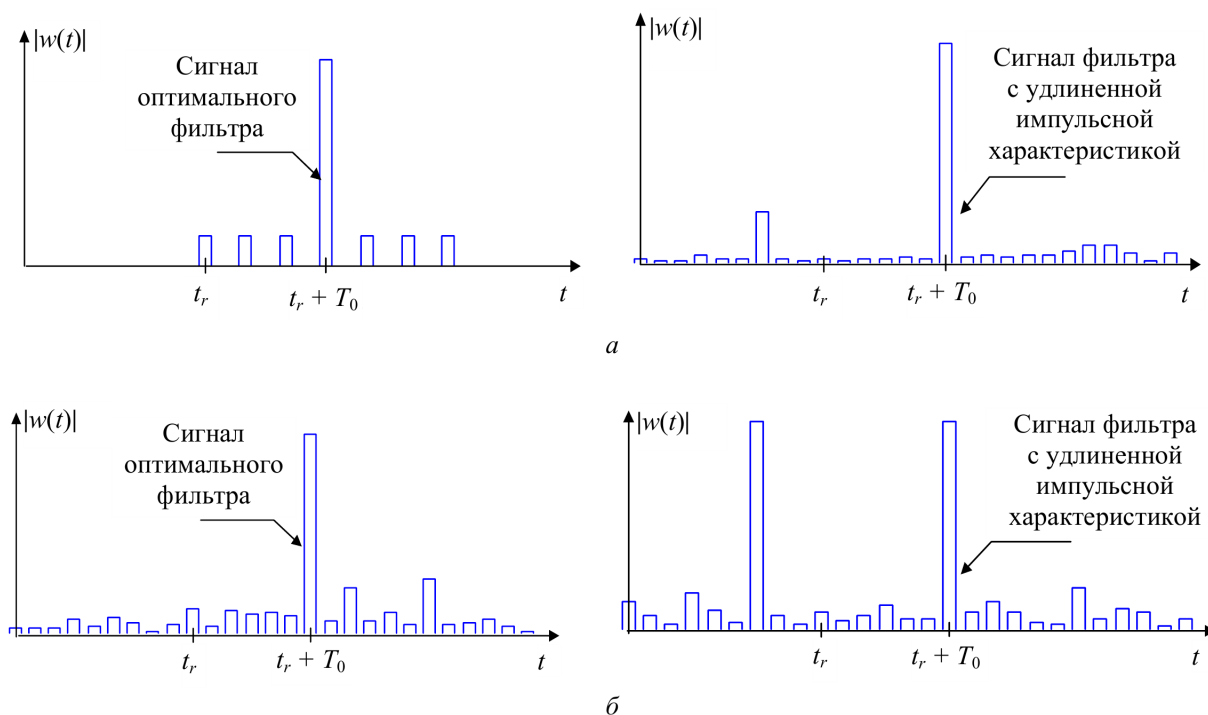 |w(t)|
Сигнал
оптимального
фильтра
t_r
t_r + T_0
t
|w(t)|
Сигнал фильтра
с удлиненной
импульсной
характеристикой
t_r
t_r + T_0
t
а
|w(t)|
Сигнал
оптимального
фильтра
t_r
t_r + T_0
t
|w(t)|
Сигнал фильтра
с удлиненной
импульсной
характеристикой
t_r
t_r + T_0
t
б